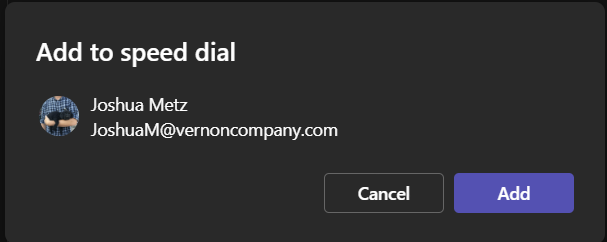 Add to speed dial
Joshua Metz
JoshuaM@vernoncompany.com
Cancel
Add